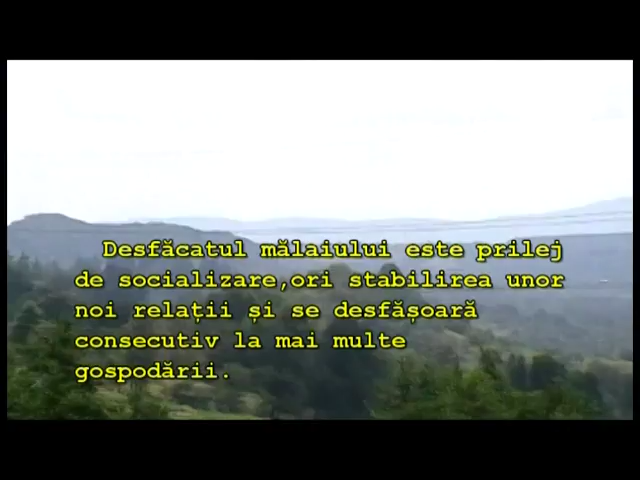 Desfăcatul mălaiului este prilej
de socializare,ori stabilirea unor
noi relații și se desfășoară
consecutiv la mai multe
gospodării.